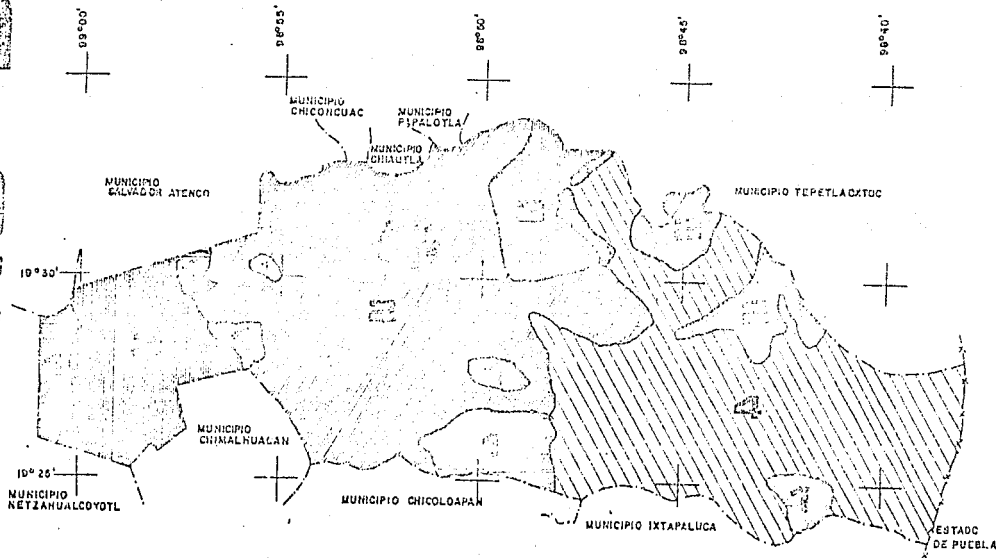 99°00'
98°55'
98°50'
98°45'
98°40'
MUNICIPIO
CHICONCUAC
MUNICIPIO
PAPALOTLA
MUNICIPIO
CHIAUTLA
MUNICIPIO
SALVADOR ATENCO
MUNICIPIO TEPETLAOXTOC
19°30'
MUNICIPIO
CHIMALHUACAN
19°25'
MUNICIPIO
NETZAHUALCOYOTL
MUNICIPIO CHICOLOAPAN
MUNICIPIO IXTAPALUCA
ESTADO
DE PUEBLA